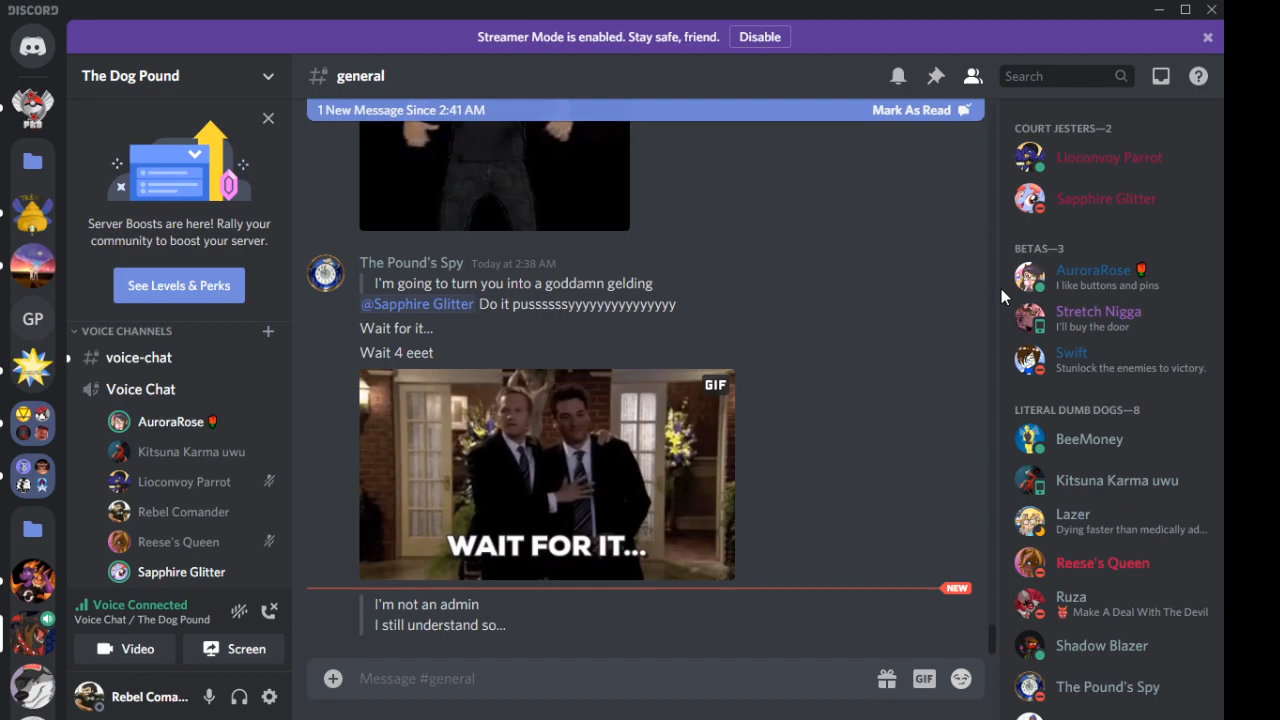 DISCORD
Streamer Mode is enabled. Stay safe, friend. Disable
The Dog Pound
general
Search
1 New Message Since 2:41 AM
Mark As Read
Server Boosts are here! Rally your
community to boost your server.
See Levels & Perks
VOICE CHANNELS
voice-chat
Voice Chat
AuroraRose
Kitsuna Karma uwu
Lioconvoy Parrot
Rebel Comander
Reese's Queen
Sapphire Glitter
Voice Connected
Voice Chat / The Dog Pound
Video
Screen
Rebel Coma...
GP
The Pound's Spy Today at 2:38 AM
I'm going to turn you into a goddamn gelding
@Sapphire Glitter Do it pussssssyyyyyyyyyyyyyyy
Wait for it...
Wait 4 eeet
GIF
WAIT FOR IT...
NEW
I'm not an admin
I still understand so...
Message #general
GIF
COURT JESTERS—2
Lioconvoy Parrot
Sapphire Glitter
BETAS—3
AuroraRose
I like buttons and pins
Stretch Nigga
I'll buy the door
Swift
Stunlock the enemies to victory.
LITERAL DUMB DOGS—8
BeeMoney
Kitsuna Karma uwu
Lazer
Dying faster than medically ad...
Reese's Queen
Ruza
Make A Deal With The Devil
Shadow Blazer
The Pound's Spy